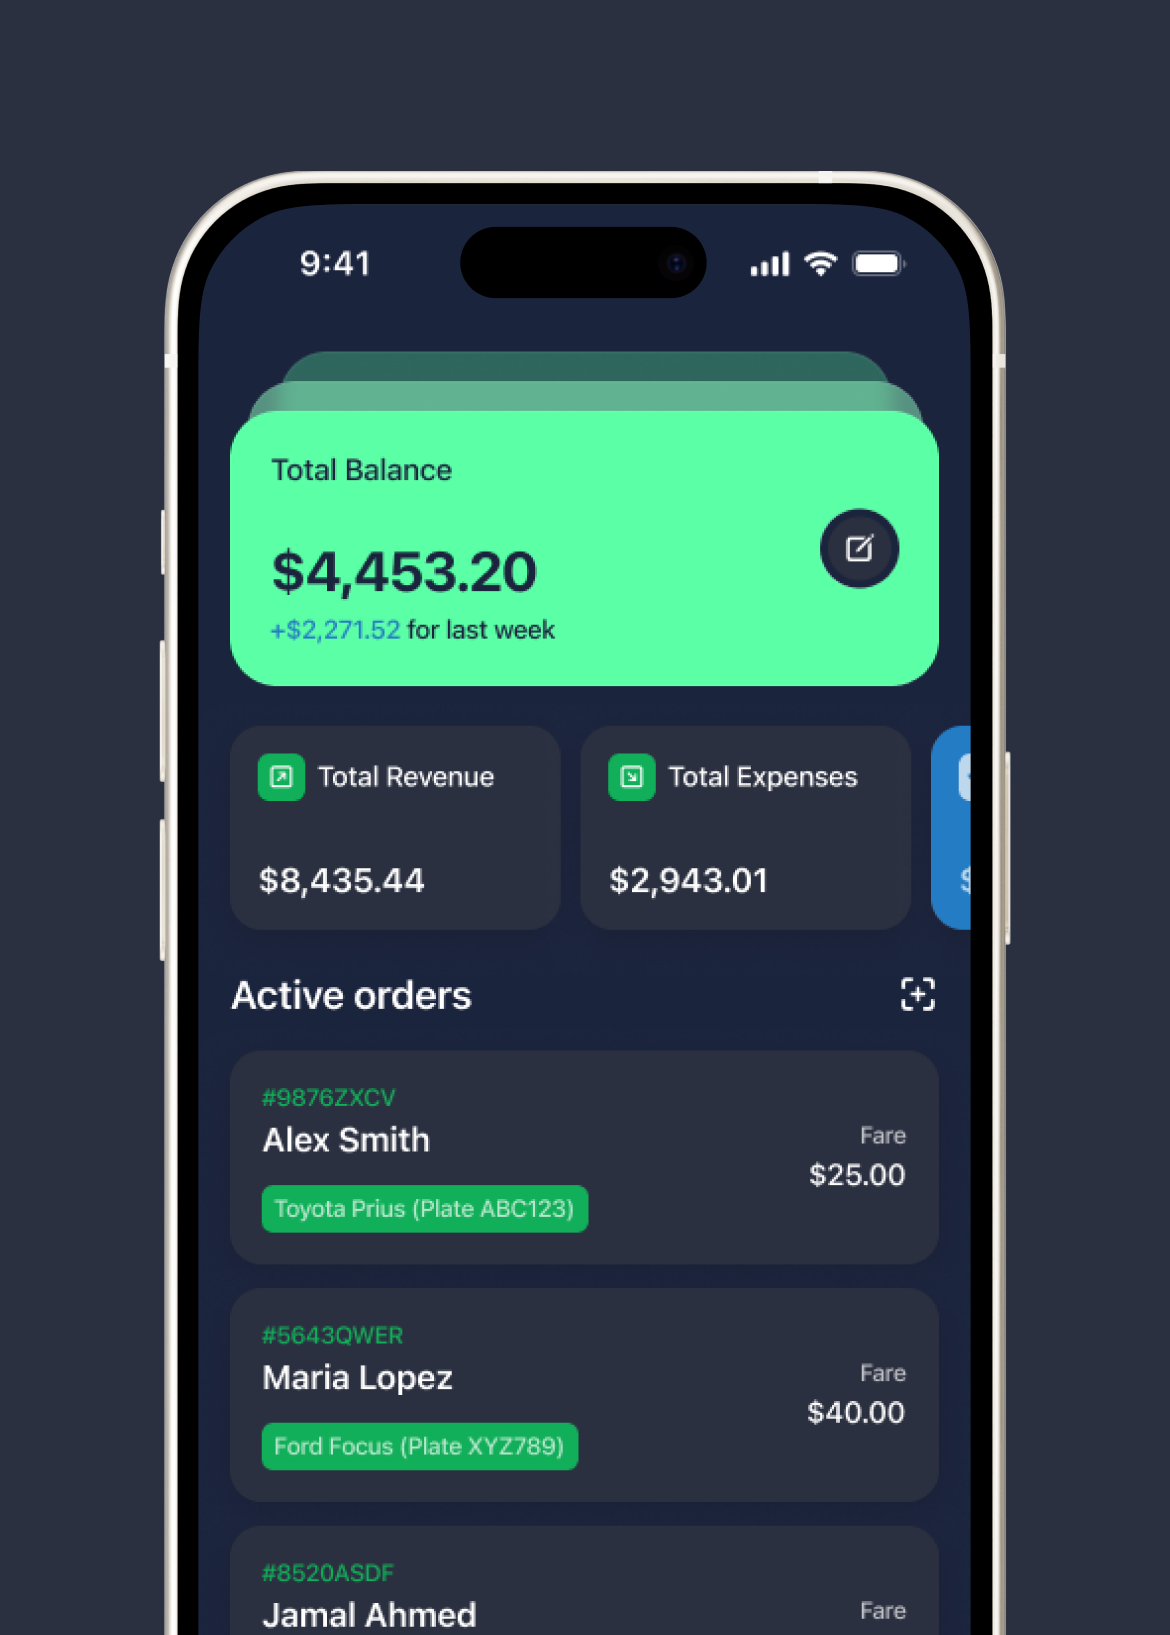 9:41
Total Balance
$4,453.20
+$2,271.52 for last week
Total Revenue
$8,435.44
Total Expenses
$2,943.01
$
Active orders
#9876ZXCV
Alex Smith
Toyota Prius (Plate ABC123)
Fare
$25.00
#5643QWER
Maria Lopez
Ford Focus (Plate XYZ789)
Fare
$40.00
#8520ASDF
Jamal Ahmed
Fare